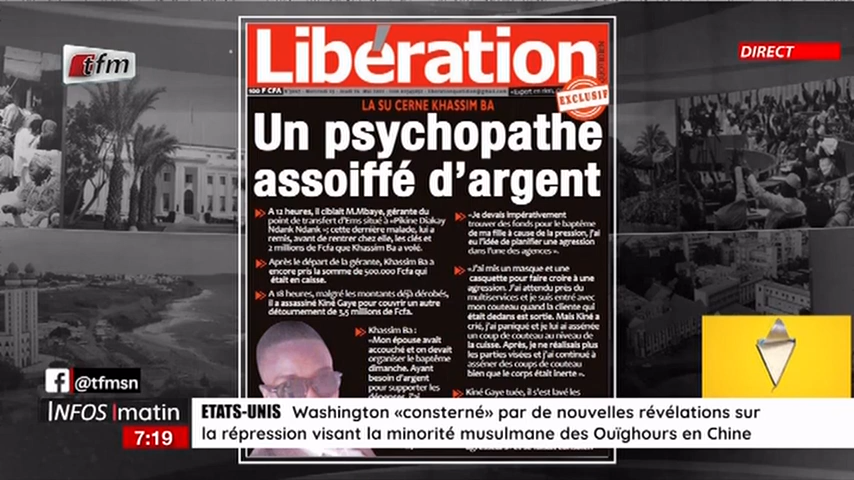 tfm
DIRECT
Libération
QUOTIDIEN
100 F CFA
EXCLUSIF
LA SU CERNE KHASSIM BA
Un psychopathe
assoiffé d'argent
A 12 heures, il ciblait M.Mbaye, gérante du
point de transfert d'Ems situé à «Pikine Diakay
Ndank Ndank» ; cette dernière malade, lui a
remis, avant de rentrer chez elle, les clés et
2 millions de Fcfa que Khassim Ba a volé.
Après le départ de la gérante, Khassim Ba a
encore pris la somme de 500.000 Fcfa qui
était en caisse.
A 18 heures, malgré les montants déjà dérobés,
il a assassiné Kiné Gaye pour couvrir un autre
détournement de 3,5 millions de Fcfa.
Khassim Ba :
«Mon épouse avait
accouché et on devait
organiser le baptême
dimanche. Ayant
besoin d'argent
pour supporter les
«Je devais impérativement
trouver des fonds pour le baptême
de ma fille à cause de la pression, j'ai
eu l'idée de planifier une agression
dans l'une des agences».
«J'ai mis un masque et une
casquette pour faire croire à une
agression. J'ai attendu près du
multiservices et je suis entré avec
mon couteau quand la cliente qui
était dedans est sortie. Mais Kiné a
crié, j'ai paniqué et je lui ai assénée
un coup de couteau au niveau de
la cuisse. Après, je ne réalisais plus
les parties visées et j'ai continué à
assener des coups de couteau
bien que le corps était inerte».
Kiné Gaye tuée, il s'est lavé les
@tfmsn
INFOS matin
7:19
ETATS-UNIS Washington «consterné» par de nouvelles révélations sur
la répression visant la minorité musulmane des Ouïghours en Chine